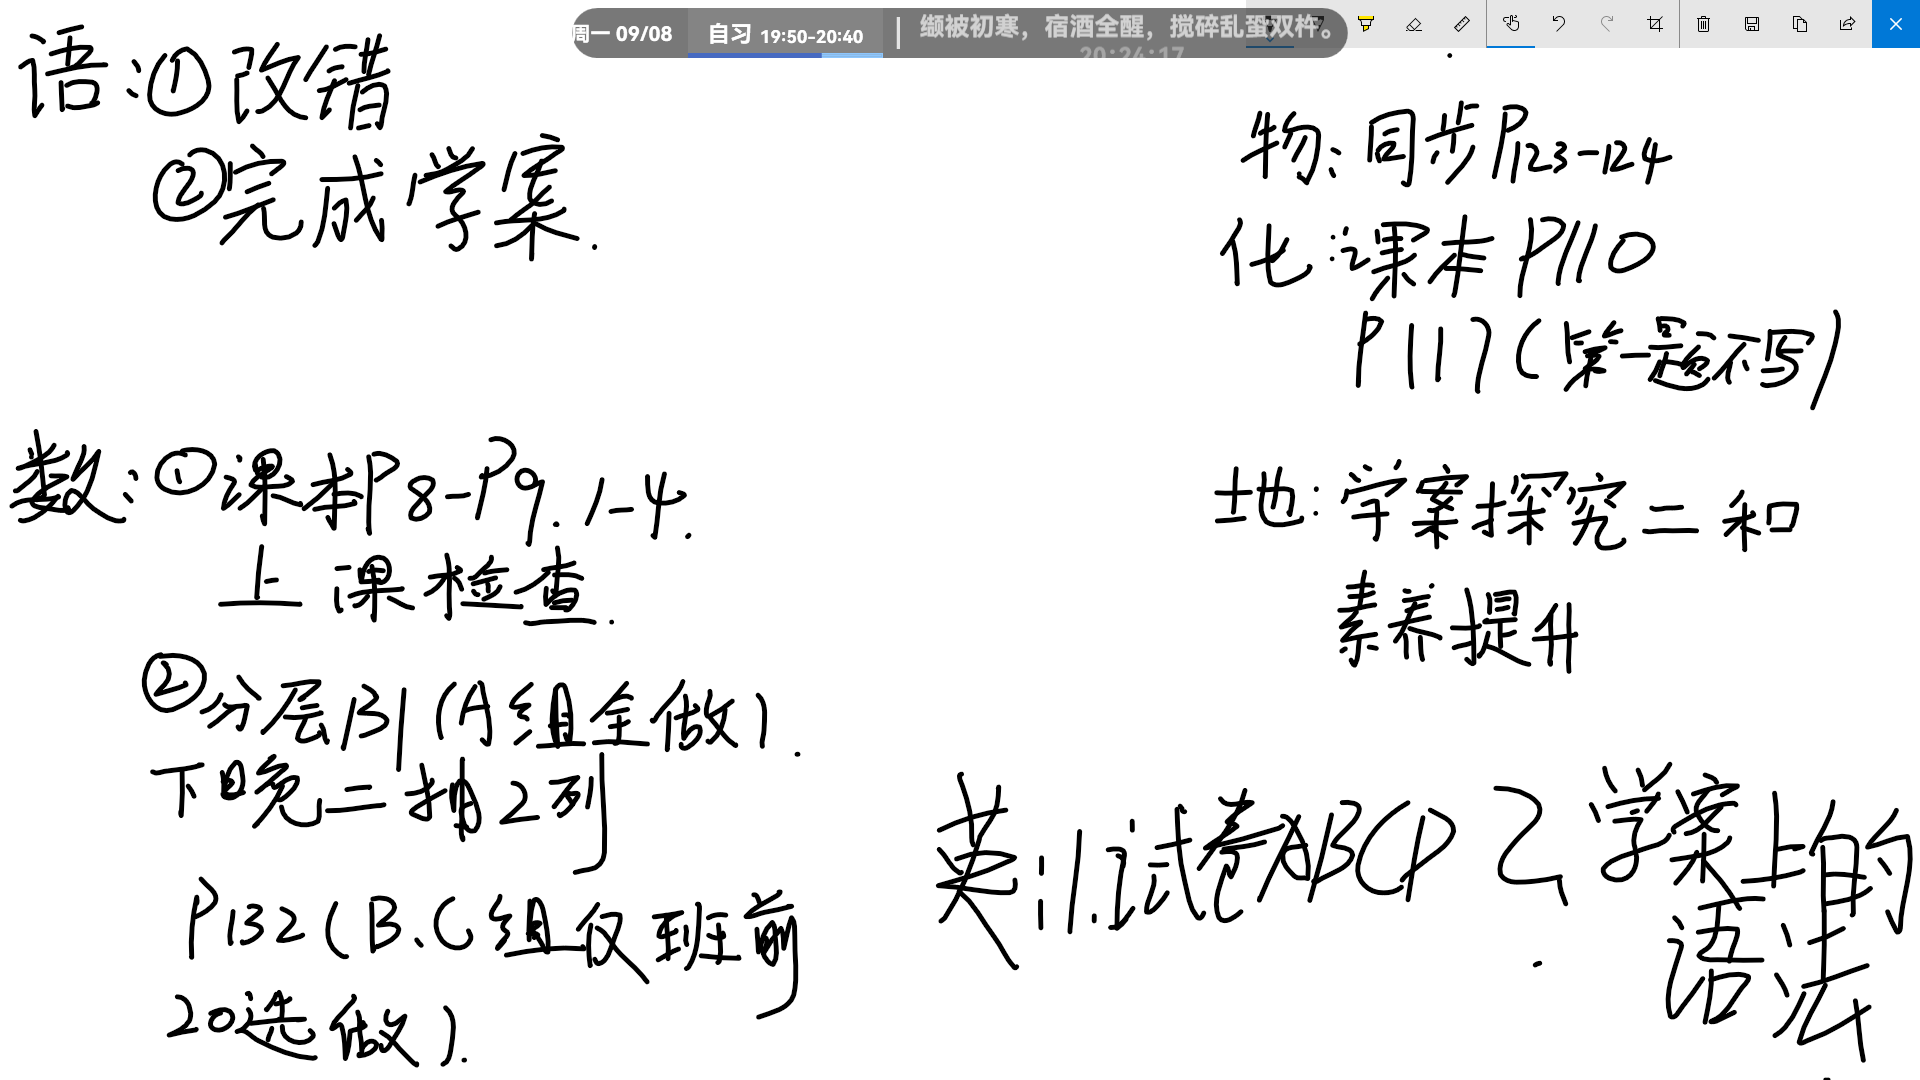 周一 09/08 自习 19:50-20:40 缬被初寒，宿酒全醒，搅碎乱蛩双杵。
20:24:17
语：①改错
②完成学案.
数：①课本P8-P9. 1-4.
上课检查.
②分层B1(A组全做).
下日晚二抽2列
P132(B、C组仅班前
20选做).
物：同步P123-124
化：课本P110
P117(第一题不写)
地：学案探究二和
素养提升
英：1.试卷ABCD 2.学案上的
语法